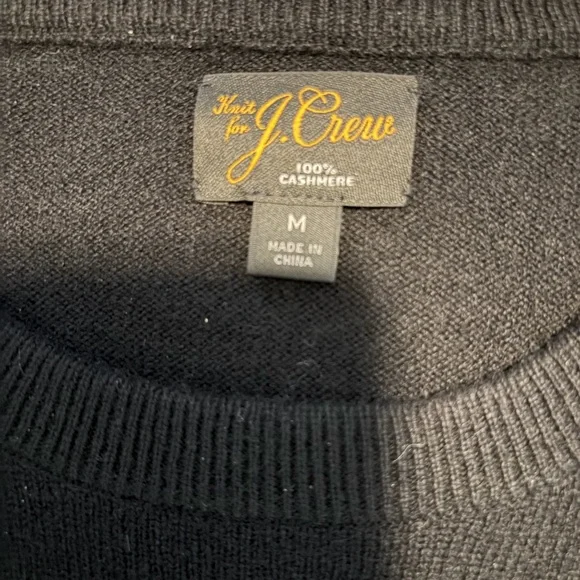 Knit
for J.Crew
100%
CASHMERE
M
MADE IN
CHINA